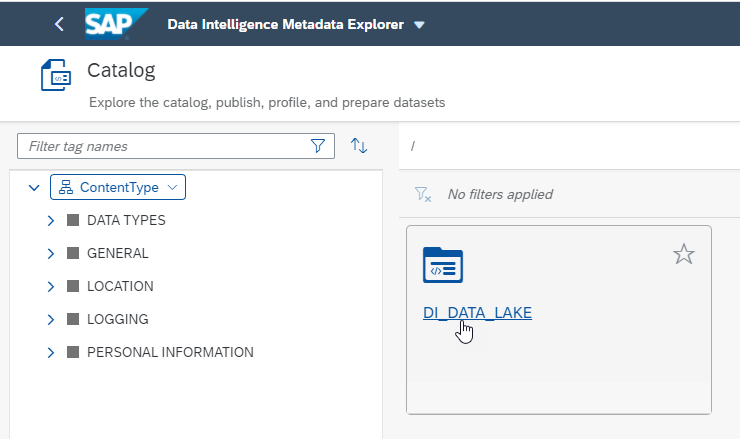 SAP Data Intelligence Metadata Explorer
Catalog
Explore the catalog, publish, profile, and prepare datasets
Filter tag names
/
ContentType
No filters applied
DATA TYPES
GENERAL
LOCATION
LOGGING
PERSONAL INFORMATION
</>
DI_DATA_LAKE